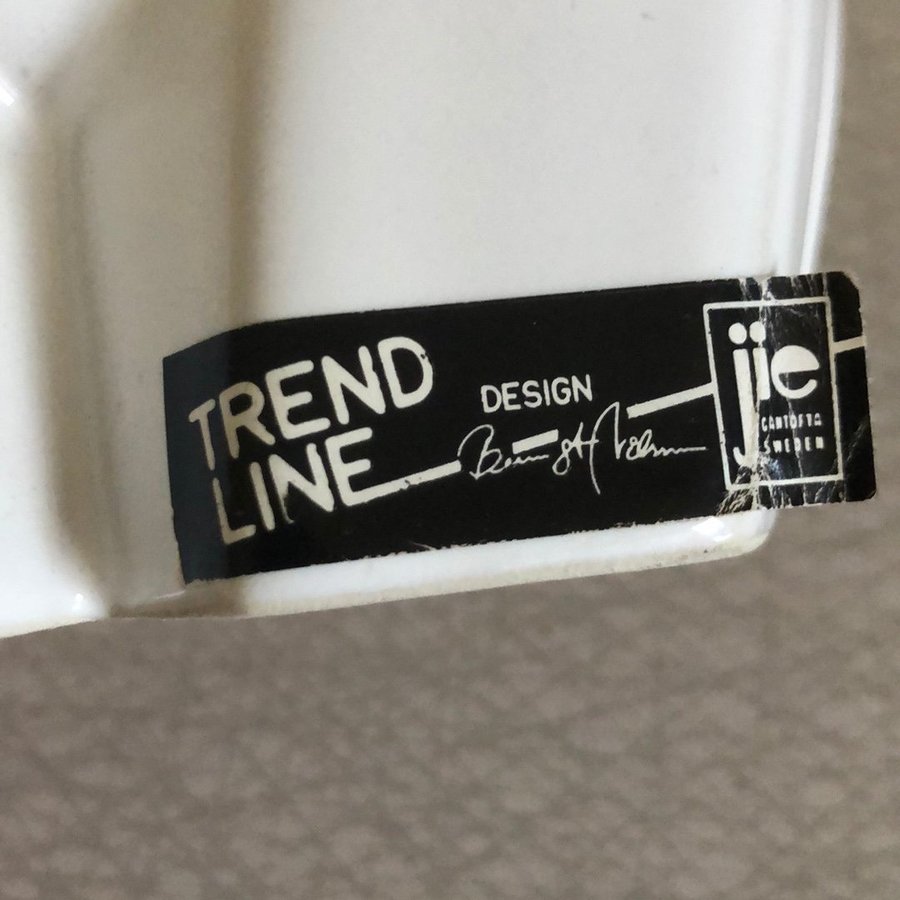 TREND
LINE
DESIGN
jie
GANTOFTA
SWEDEN